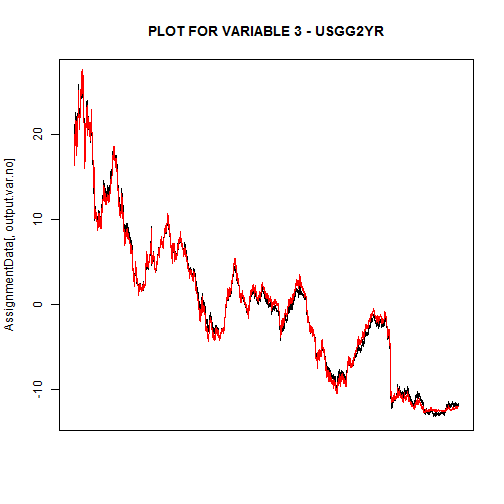 PLOT FOR VARIABLE 3 - USGG2YR
AssignmentData[, output.var.no]
20
10
0
-10